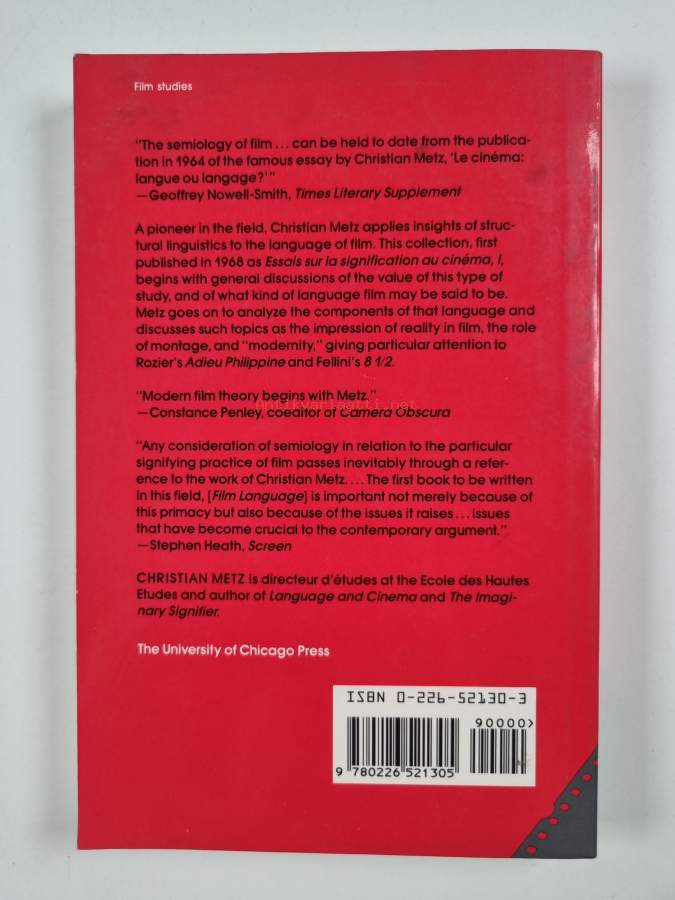 Film studies
"The semiology of film ... can be held to date from the publica-
tion in 1964 of the famous essay by Christian Metz, 'Le cinéma:
langue ou langage?'"
—Geoffrey Nowell-Smith, Times Literary Supplement
A pioneer in the field, Christian Metz applies insights of struc-
tural linguistics to the language of film. This collection, first
published in 1968 as Essais sur la signification au cinéma, I,
begins with general discussions of the value of this type of
study, and of what kind of language film may be said to be.
Metz goes on to analyze the components of that language and
discusses such topics as the impression of reality in film, the role
of montage, and "modernity," giving particular attention to
Rozier's Adieu Philippine and Fellini's 8 1/2.
"Modern film theory begins with Metz."
antikvariaatti.net
—Constance Penley, coeditor of Camera Obscura
"Any consideration of semiology in relation to the particular
signifying practice of film passes inevitably through a refer-
ence to the work of Christian Metz. ... The first book to be written
in this field, [Film Language] is important not merely because of
this primacy but also because of the issues it raises ... issues
that have become crucial to the contemporary argument."
—Stephen Heath, Screen
CHRISTIAN METZ is directeur d'études at the Ecole des Hautes
Etudes and author of Language and Cinema and The Imagi-
nary Signifier.
The University of Chicago Press
ISBN 0-226-52130-3
90000>
9 780226 521305